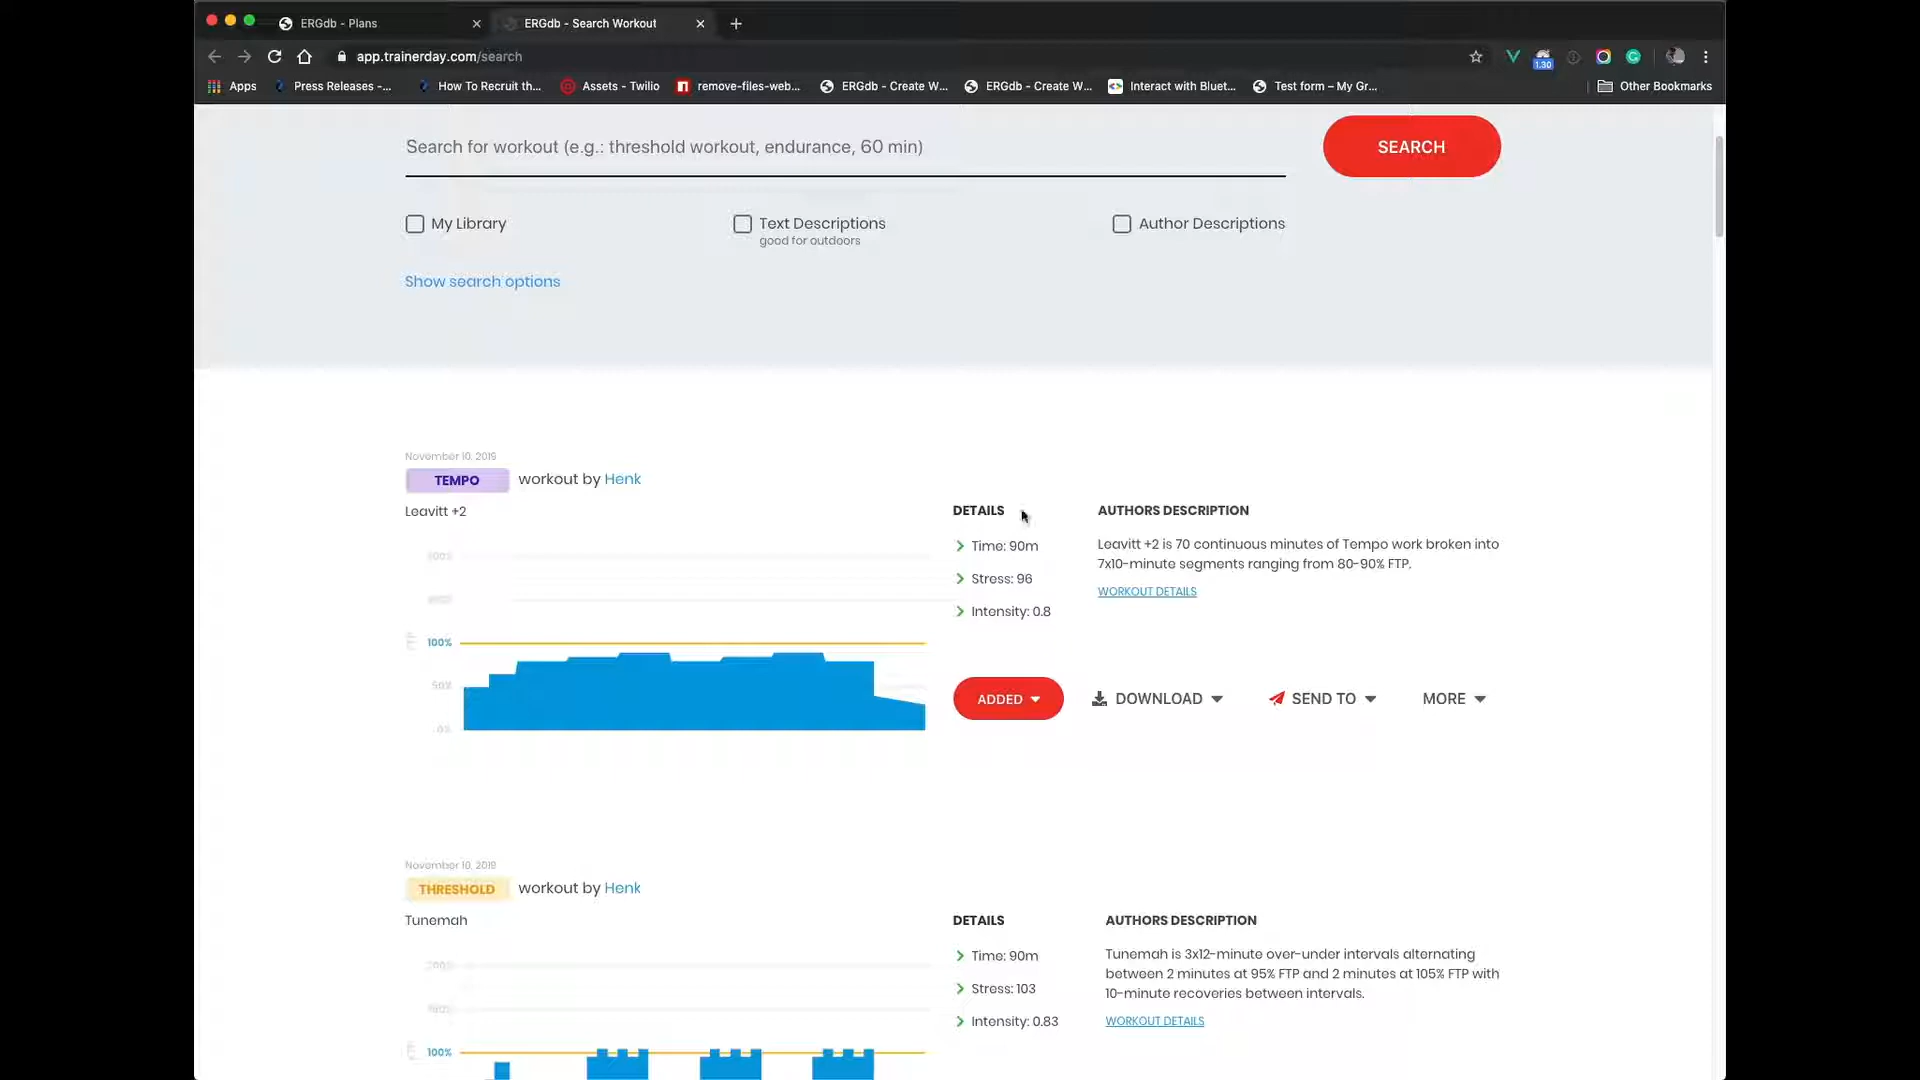 ERGdb - Plans
ERGdb - Search Workout
app.trainerday.com/search
1.30
Apps
Press Releases -...
How To Recruit th...
Assets - Twilio
remove-files-web...
ERGdb - Create W...
ERGdb - Create W...
Interact with Bluet...
Test form – My Gr...
Other Bookmarks
Search for workout (e.g.: threshold workout, endurance, 60 min)
SEARCH
My Library
Text Descriptions
good for outdoors
Author Descriptions
Show search options
November 10, 2019
TEMPO workout by Henk
Leavitt +2
DETAILS
Time: 90m
Stress: 96
Intensity: 0.8
AUTHORS DESCRIPTION
Leavitt +2 is 70 continuous minutes of Tempo work broken into
7x10-minute segments ranging from 80-90% FTP.
WORKOUT DETAILS
100%
50%
0%
ADDED
DOWNLOAD
SEND TO
MORE
November 10, 2019
THRESHOLD workout by Henk
Tunemah
DETAILS
Time: 90m
Stress: 103
Intensity: 0.83
AUTHORS DESCRIPTION
Tunemah is 3x12-minute over-under intervals alternating
between 2 minutes at 95% FTP and 2 minutes at 105% FTP with
10-minute recoveries between intervals.
WORKOUT DETAILS
200%
100%